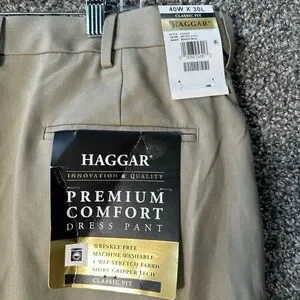 40W X 30L
CLASSIC FIT
HAGGAR
HAGGAR®
INNOVATION & QUALITY
PREMIUM
COMFORT
DRESS PANT
WRINKLE FREE
MACHINE WASHABLE
4-WAY STRETCH FABRIC
SHIRT GRIPPER TECH
CLASSIC FIT